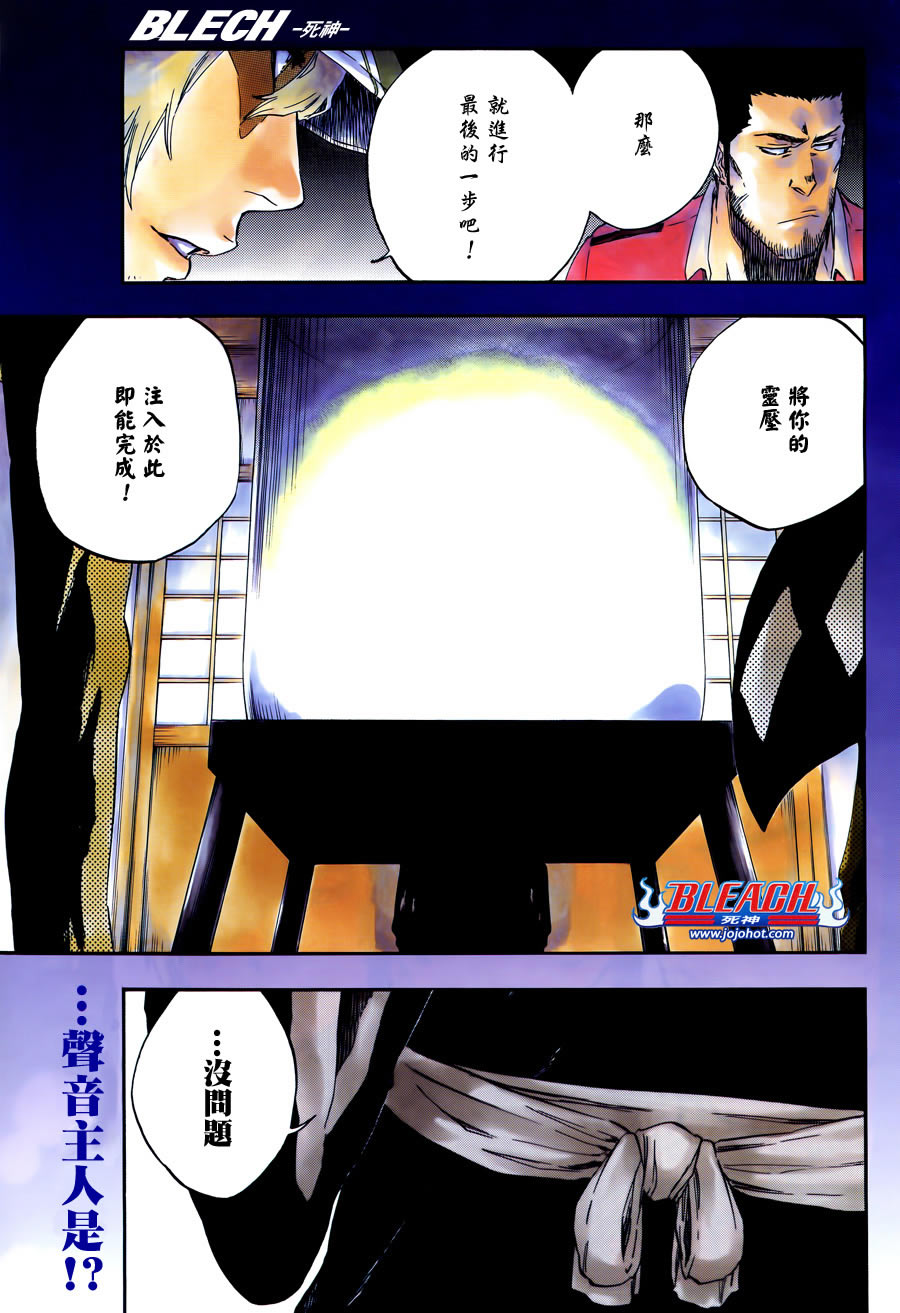 BLECH -死神-
那麼
就進行
最後的一步吧！
將你的
靈壓
注入於此
即能完成！
BLEACH
死神
www.jojohot.com
…沒問題
…聲音主人是!?